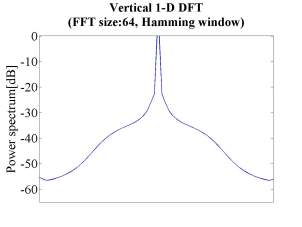 Vertical 1-D DFT
(FFT size:64, Hamming window)
Power spectrum[dB]
0
-10
-20
-30
-40
-50
-60